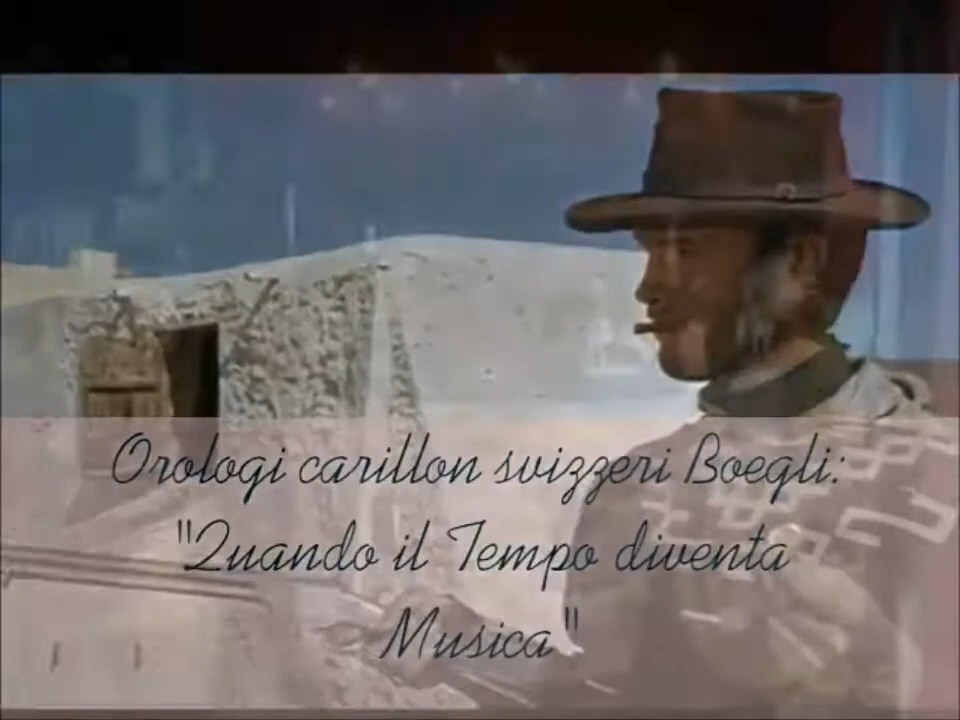 Orologi carillon svizzeri Boegli:
"Quando il Tempo diventa
Musica"